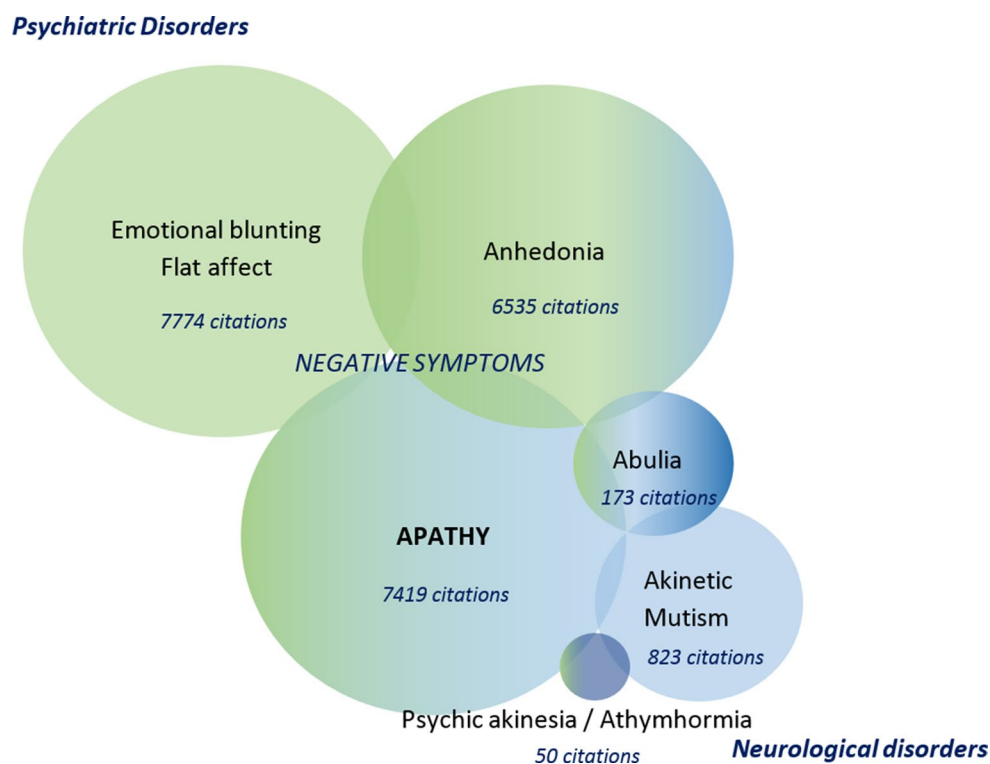 Psychiatric Disorders
Emotional blunting
Flat affect
7774 citations
Anhedonia
6535 citations
NEGATIVE SYMPTOMS
Abulia
173 citations
APATHY
7419 citations
Akinetic
Mutism
823 citations
Psychic akinesia / Athymhormia
50 citations
Neurological disorders